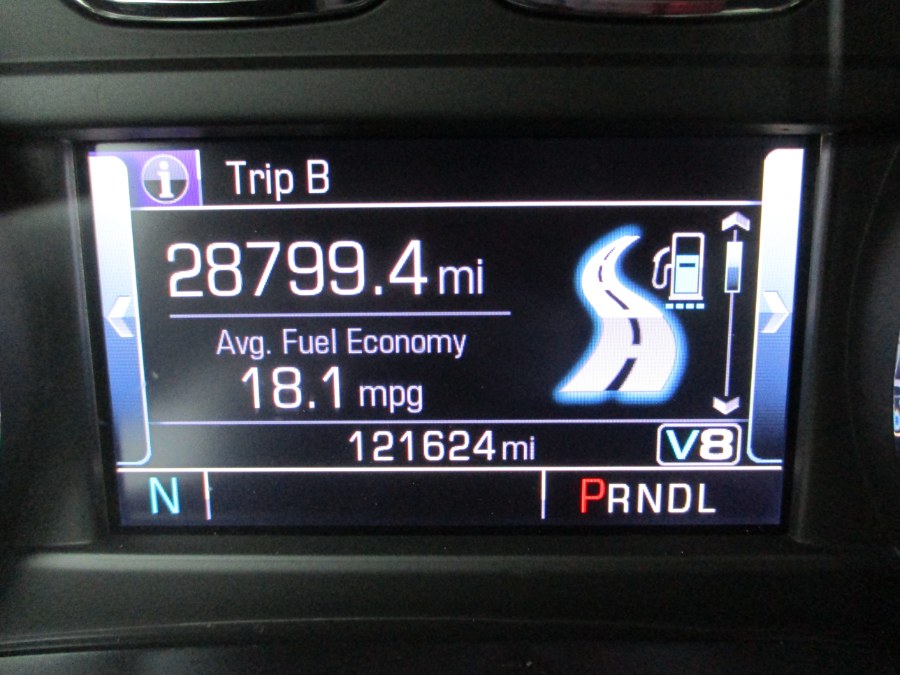 i Trip B
28799.4 mi
Avg. Fuel Economy
18.1 mpg
121624 mi V8
N PRNDL